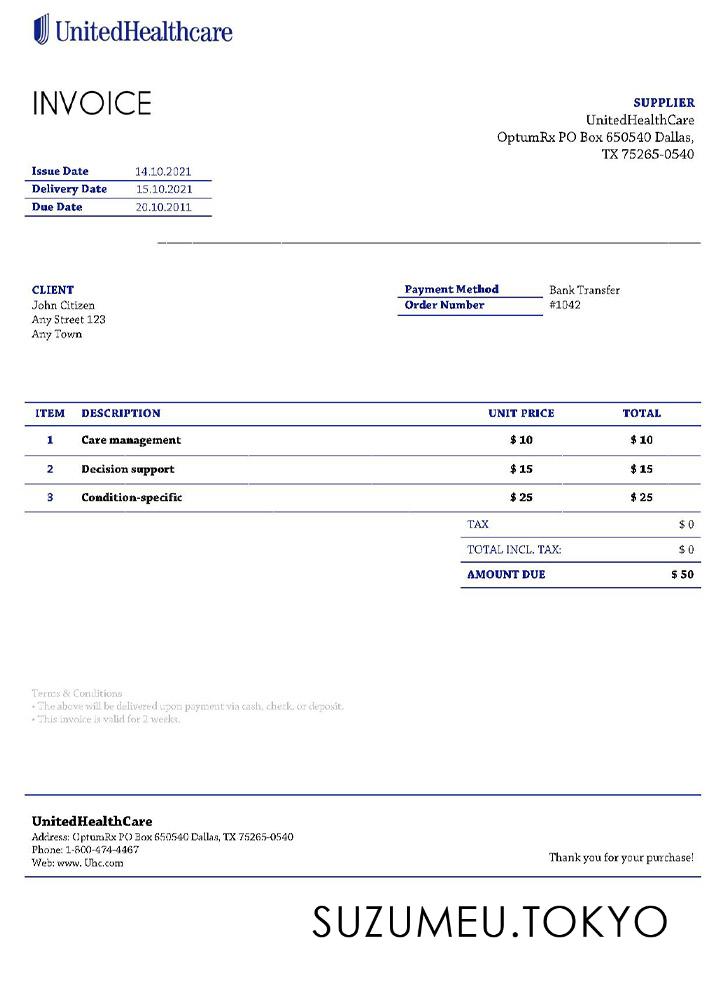 UnitedHealthcare
INVOICE
SUPPLIER
UnitedHealthCare
OptumRx PO Box 650540 Dallas,
TX 75265-0540
Issue Date 14.10.2021
Delivery Date 15.10.2021
Due Date 20.10.2011
CLIENT
John Citizen
Any Street 123
Any Town
Payment Method Bank Transfer
Order Number #1042
ITEM DESCRIPTION UNIT PRICE TOTAL
1 Care management $ 10 $ 10
2 Decision support $ 15 $ 15
3 Condition-specific $ 25 $ 25
TAX $ 0
TOTAL INCL. TAX: $ 0
AMOUNT DUE $ 50
Terms & Conditions
• The above will be delivered upon payment via cash, check, or deposit.
• This invoice is valid for 2 weeks.
UnitedHealthCare
Address: OptumRx PO Box 650540 Dallas, TX 75265-0540
Phone: 1-800-474-4467
Web: www. Uhc.com
Thank you for your purchase!
SUZUMEU.TOKYO